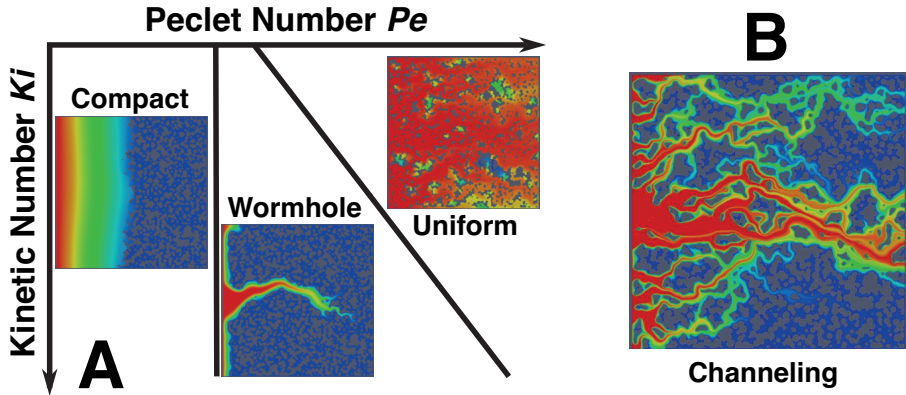 Peclet Number Pe
Kinetic Number Ki
Compact
Wormhole
Uniform
A
B
Channeling